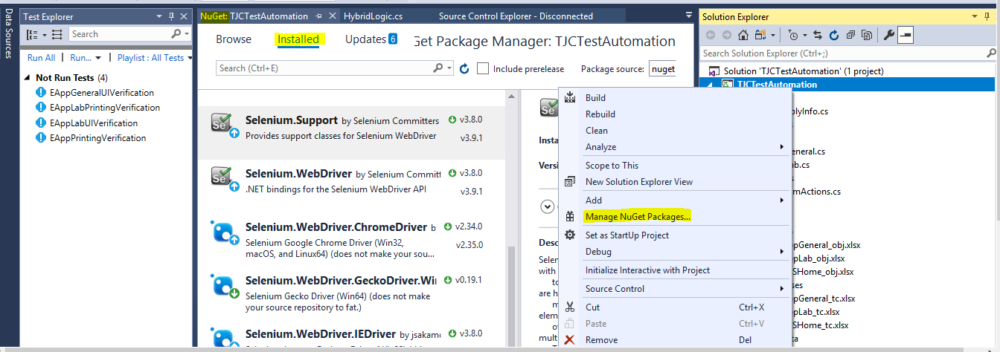 Data Sources
Test Explorer
Search
Run All | Run... | Playlist : All Tests
Not Run Tests (4)
EAppGeneralUIVerification
EAppLabPrintingVerification
EAppLabUIVerification
EAppPrintingVerification
NuGet: TJCTestAutomation
HybridLogic.cs
Source Control Explorer - Disconnected
Browse
Installed
Updates 6
Get Package Manager: TJCTestAutomation
Search (Ctrl+E)
Include prerelease
Package source: nuget
Selenium.Support by Selenium Committers v3.8.0
Provides support classes for Selenium WebDriver v3.9.1
Selenium.WebDriver by Selenium Committ v3.8.0
.NET bindings for the Selenium WebDriver API v3.9.1
Selenium.WebDriver.ChromeDriver b v2.34.0
Selenium Google Chrome Driver (Win32, v2.35.0
macOS, and Linux64) (does not make your sou...
Selenium.WebDriver.GeckoDriver.Wi v0.19.1
Selenium Gecko Driver (Win64) (does not make
your source repository to fat.)
Selenium.WebDriver.IEDriver by jsakamo v3.8.0
Se
Insta
Versio
Desc
Selen
with
to
are h
m
elem
of
mult
Build
Rebuild
Clean
Analyze
Scope to This
New Solution Explorer View
Add
Manage NuGet Packages...
Set as StartUp Project
Debug
Initialize Interactive with Project
Source Control
Cut Ctrl+X
Paste Ctrl+V
Remove Del
Solution Explorer
Search Solution Explorer (Ctrl+;)
Solution 'TJCTestAutomation' (1 project)
TJCTestAutomation
blyInfo.cs
eneral.cs
ab.cs
s
mActions.cs
ppGeneral_obj.xlsx
ppLab_obj.xlsx
SHome_obj.xlsx
ses
ppGeneral_tc.xlsx
ppLab_tc.xlsx
SHome_tc.xlsx
ta